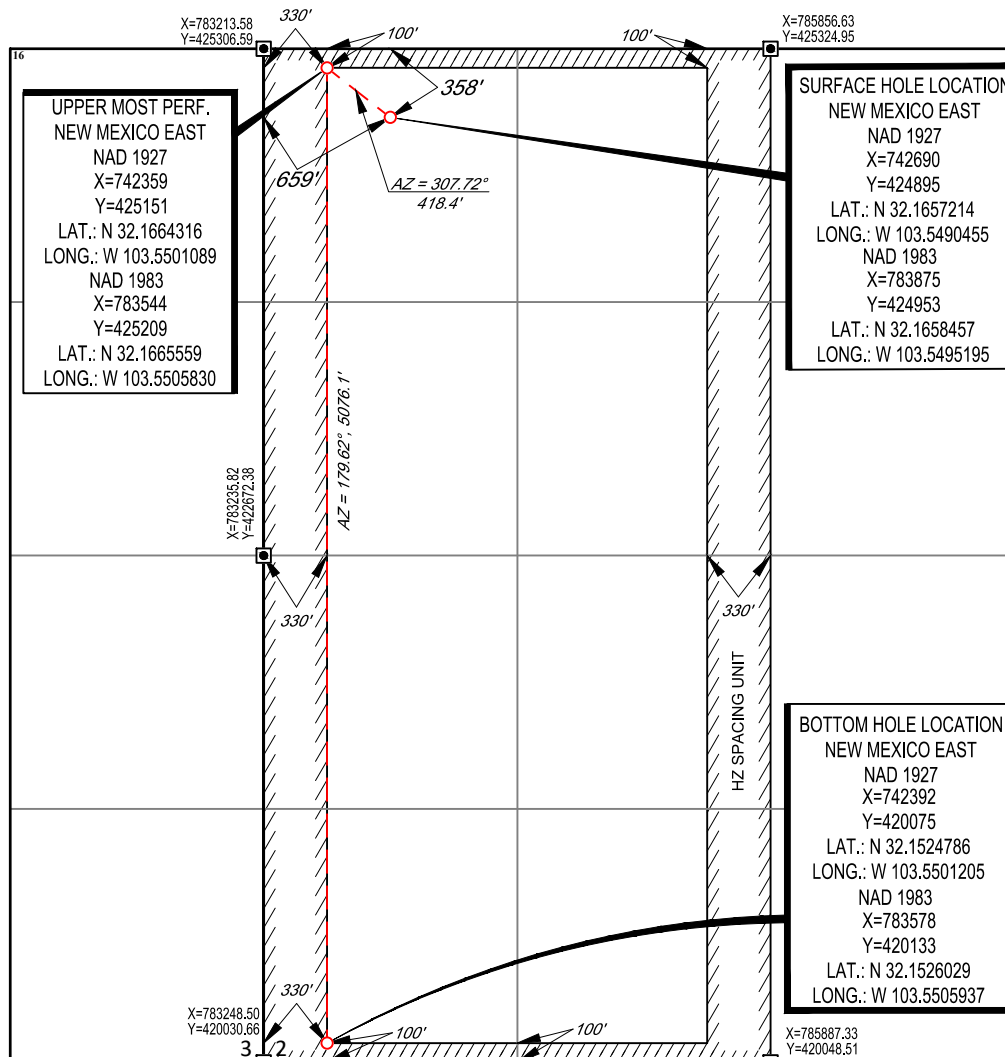 X=783213.58
Y=425306.59
330'
100'
100'
X=785856.63
Y=425324.95
16
358'
659'
AZ = 307.72°
418.4'
UPPER MOST PERF.
NEW MEXICO EAST
NAD 1927
X=742359
Y=425151
LAT.: N 32.1664316
LONG.: W 103.5501089
NAD 1983
X=783544
Y=425209
LAT.: N 32.1665559
LONG.: W 103.5505830
SURFACE HOLE LOCATION
NEW MEXICO EAST
NAD 1927
X=742690
Y=424895
LAT.: N 32.1657214
LONG.: W 103.5490455
NAD 1983
X=783875
Y=424953
LAT.: N 32.1658457
LONG.: W 103.5495195
AZ = 179.62°, 5076.1'
X=783235.82
Y=422672.38
330'
330'
HZ SPACING UNIT
BOTTOM HOLE LOCATION
NEW MEXICO EAST
NAD 1927
X=742392
Y=420075
LAT.: N 32.1524786
LONG.: W 103.5501205
NAD 1983
X=783578
Y=420133
LAT.: N 32.1526029
LONG.: W 103.5505937
X=783248.50
Y=420030.66
330'
100'
100'
3 2
X=785887.33
Y=420048.51